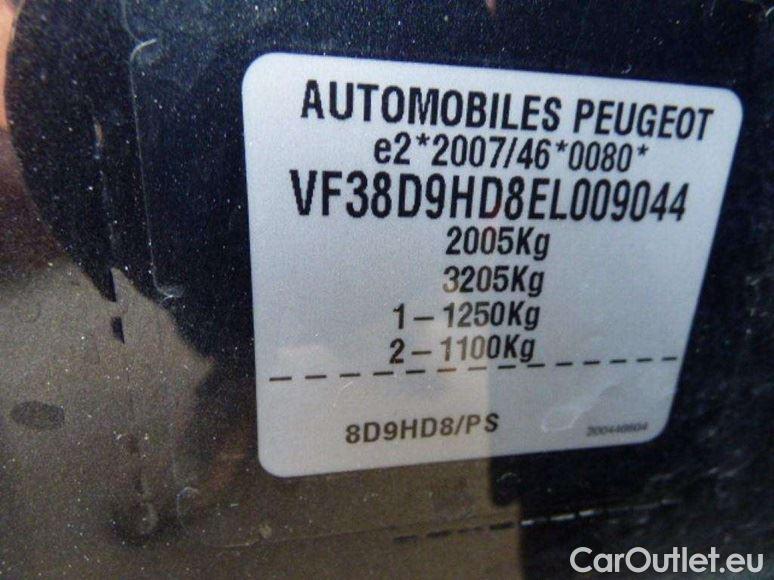 AUTOMOBILES PEUGEOT
e2*2007/46*0080*
VF38D9HD8EL009044
2005Kg
3205Kg
1-1250Kg
2-1100Kg
8D9HD8/PS
CarOutlet.eu